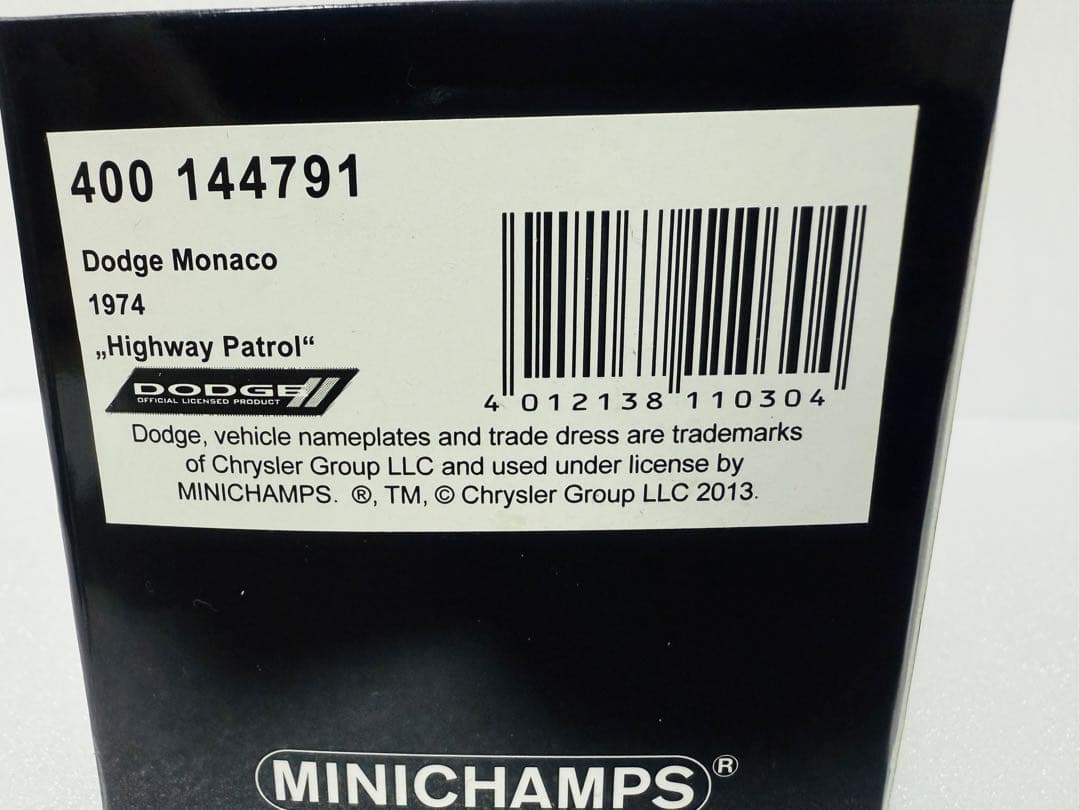 400 144791
Dodge Monaco
1974
„Highway Patrol“
DODGE
OFFICIAL LICENSED PRODUCT
4 012138 110304
Dodge, vehicle nameplates and trade dress are trademarks
of Chrysler Group LLC and used under license by
MINICHAMPS. ®, TM, © Chrysler Group LLC 2013.
MINICHAMPS®